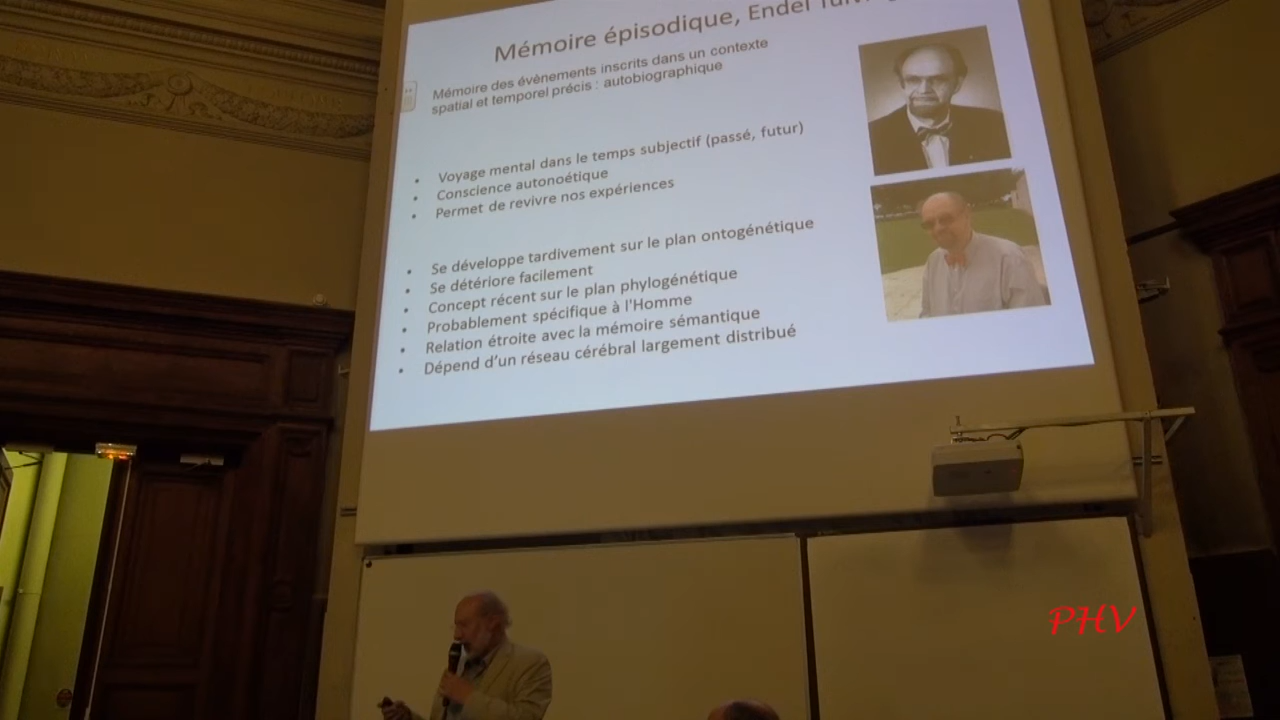 Mémoire épisodique, Endel
Mémoire des évènements inscrits dans un contexte
spatial et temporel précis : autobiographique
• Voyage mental dans le temps subjectif (passé, futur)
• Conscience autonoétique
• Permet de revivre nos expériences
• Se développe tardivement sur le plan ontogénétique
• Se détériore facilement
• Concept récent sur le plan phylogénétique
• Probablement spécifique à l'Homme
• Relation étroite avec la mémoire sémantique
• Dépend d’un réseau cérébral largement distribué
PHV